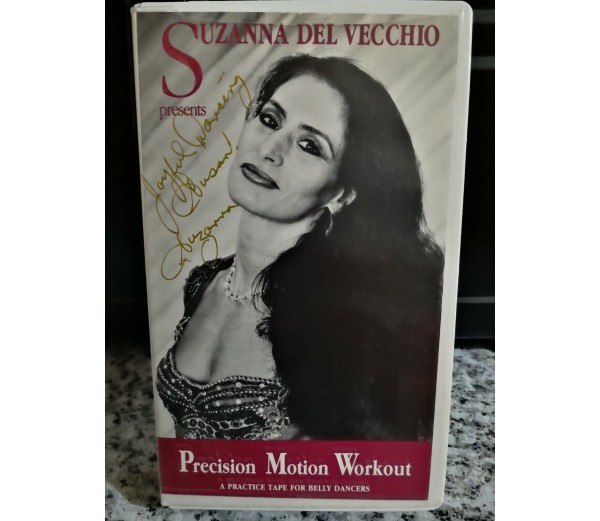 SUZANNA DEL VECCHIO
presents
Joyful Dancing
Susan!
Suzanna
Precision Motion Workout
A PRACTICE TAPE FOR BELLY DANCERS